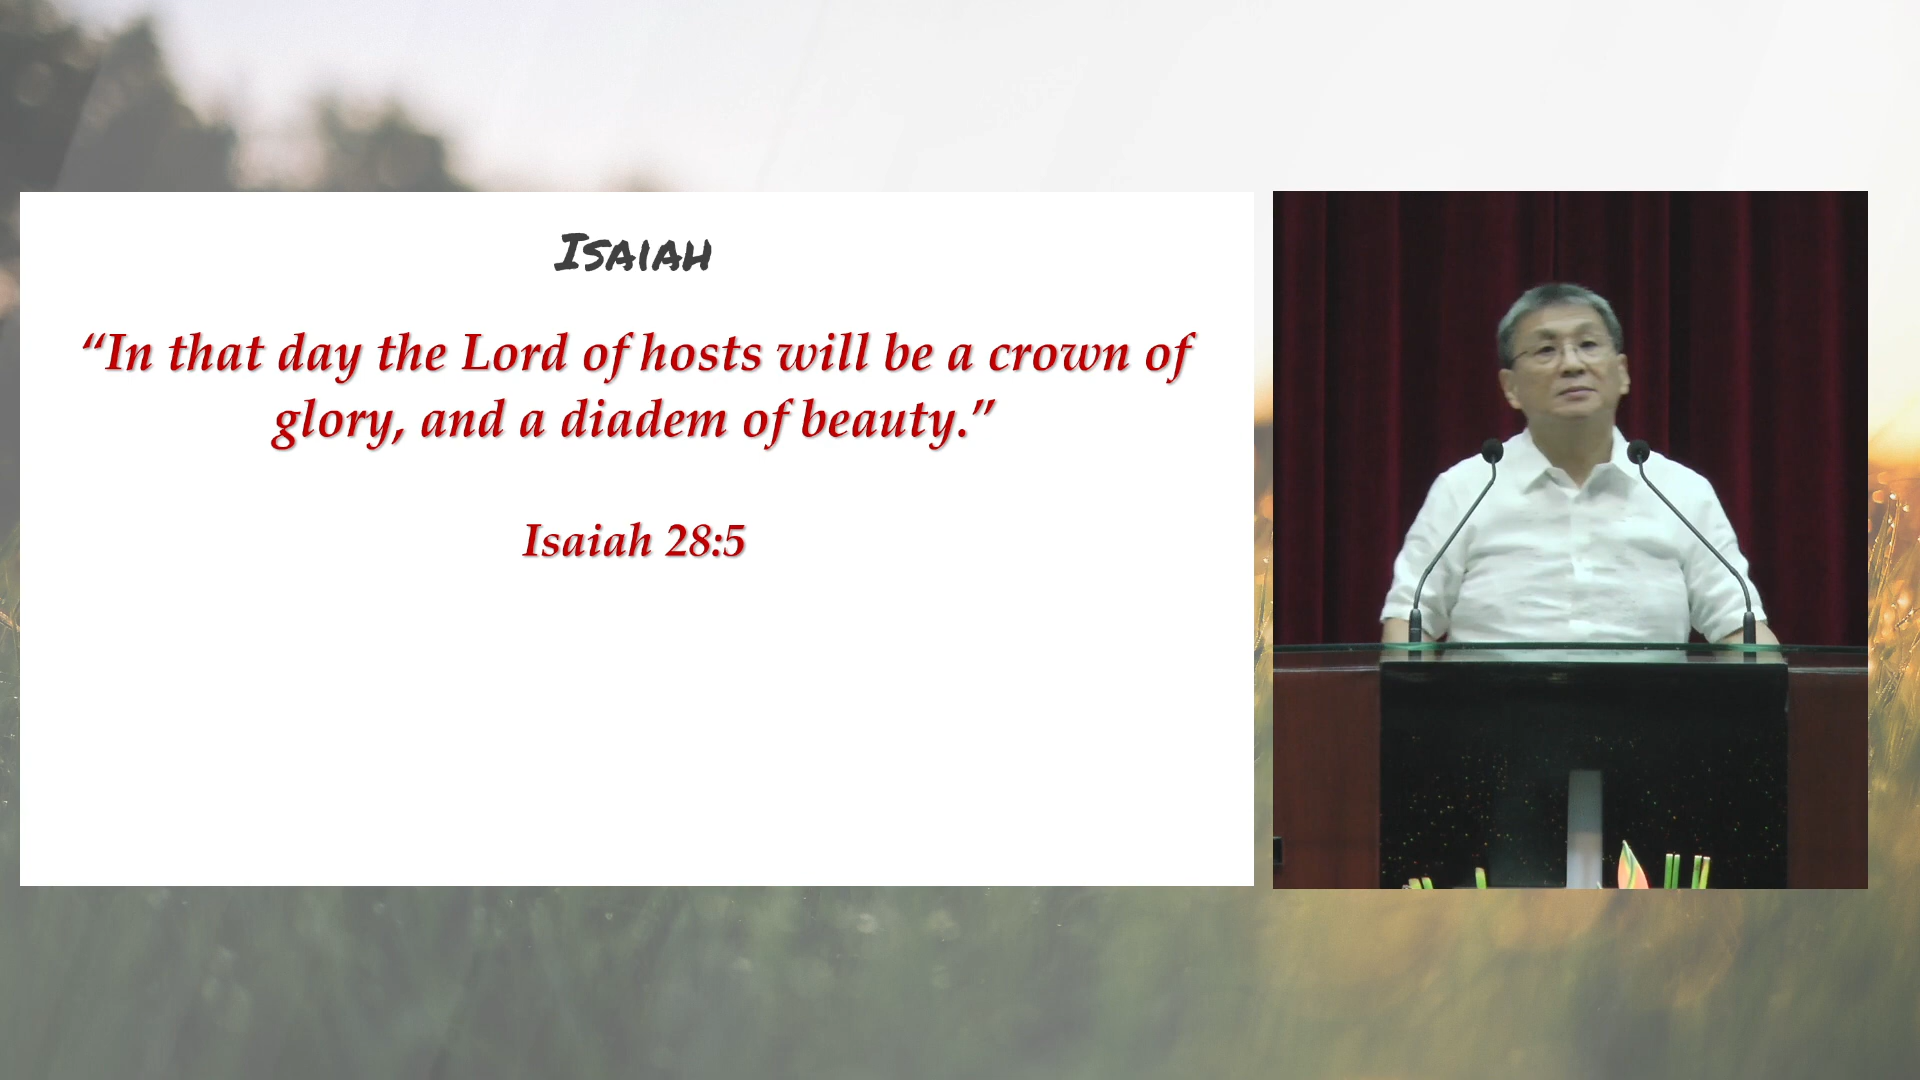 Isaiah
“In that day the Lord of hosts will be a crown of
glory, and a diadem of beauty.”
Isaiah 28:5